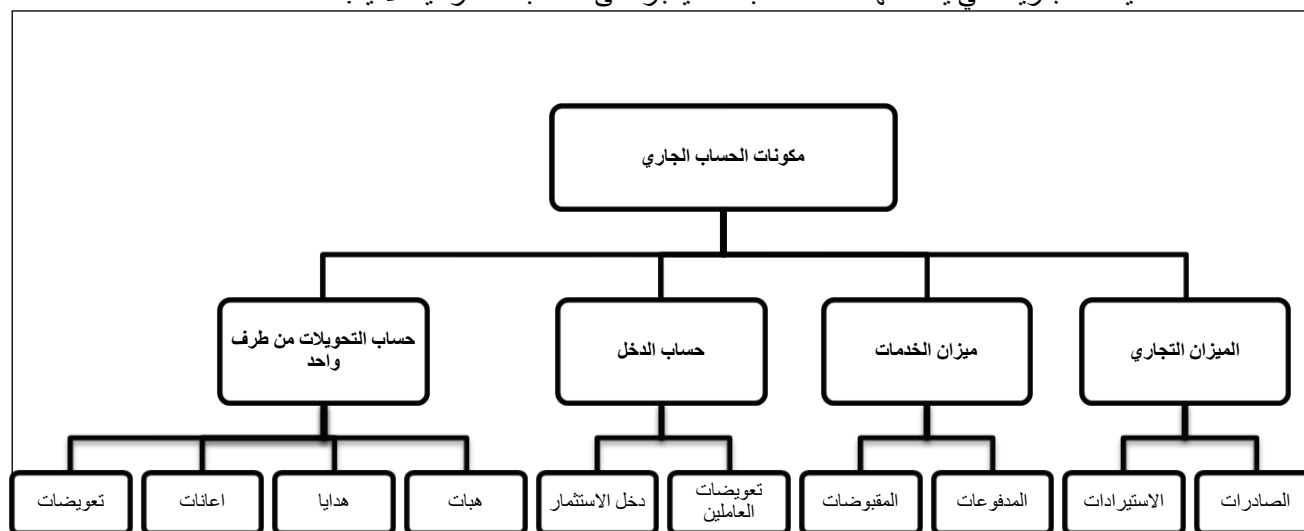 مكونات الحساب الجاري
الميزان التجاري
ميزان الخدمات
حساب الدخل
حساب التحويلات من طرف
واحد
الصادرات
الاستيرادات
المدفوعات
المقبوضات
تعويضات
العاملين
دخل الاستثمار
هبات
هدايا
اعانات
تعويضات